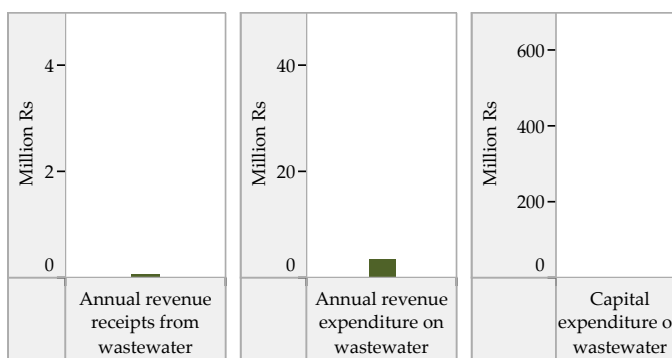 Million Rs
4
2
0
Annual revenue
receipts from
wastewater
Million Rs
40
20
0
Annual revenue
expenditure on
wastewater
Million Rs
600
400
200
0
Capital
expenditure o
wastewater